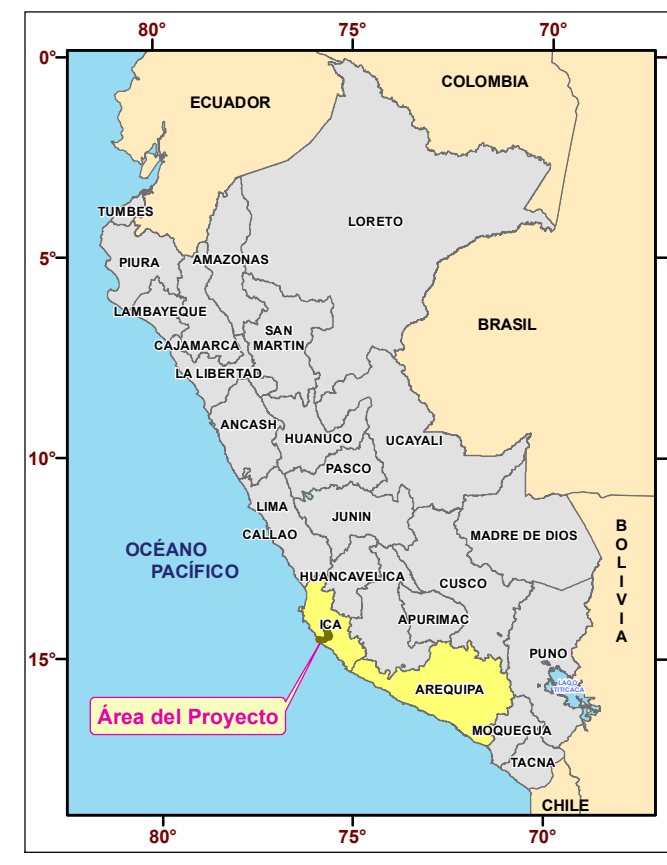 80°
75°
70°
0°
COLOMBIA
ECUADOR
TUMBES
LORETO
PIURA
AMAZONAS
5°
LAMBAYEQUE
BRASIL
SAN
MARTIN
CAJAMARCA
LA LIBERTAD
ANCASH
HUANUCO
UCAYALI
10°
PASCO
LIMA
JUNIN
CALLAO
MADRE DE DIOS
B
O
L
I
V
I
A
OCÉANO
PACÍFICO
HUANCAVELICA
CUSCO
ICA
APURIMAC
PUNO
15°
LAGO
TITICACA
AREQUIPA
Área del Proyecto
MOQUEGUA
TACNA
CHILE
80°
75°
70°